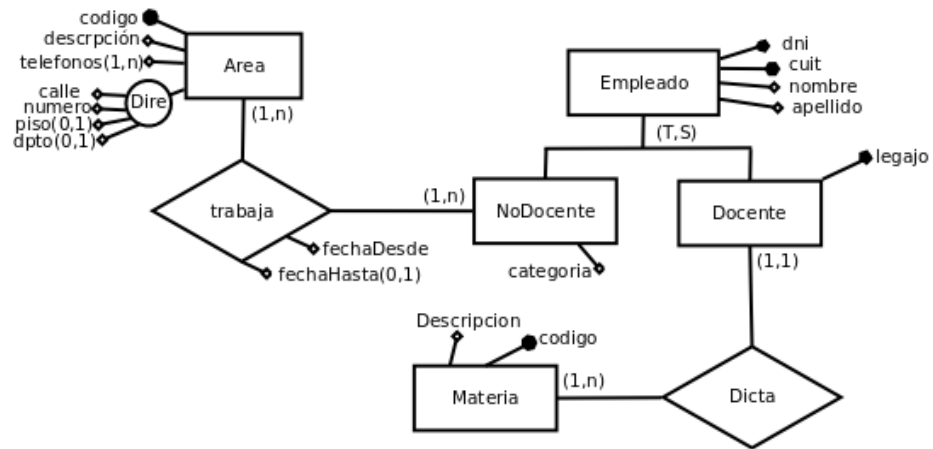 codigo
descrpción
telefonos(1,n)
Area
calle
numero
piso(0,1)
dpto(0,1)
Dire
(1,n)
Empleado
dni
cuit
nombre
apellido
(T,S)
legajo
trabaja
(1,n)
NoDocente
Docente
fechaDesde
fechaHasta(0,1)
categoria
(1,1)
Descripcion
codigo
Materia
(1,n)
Dicta